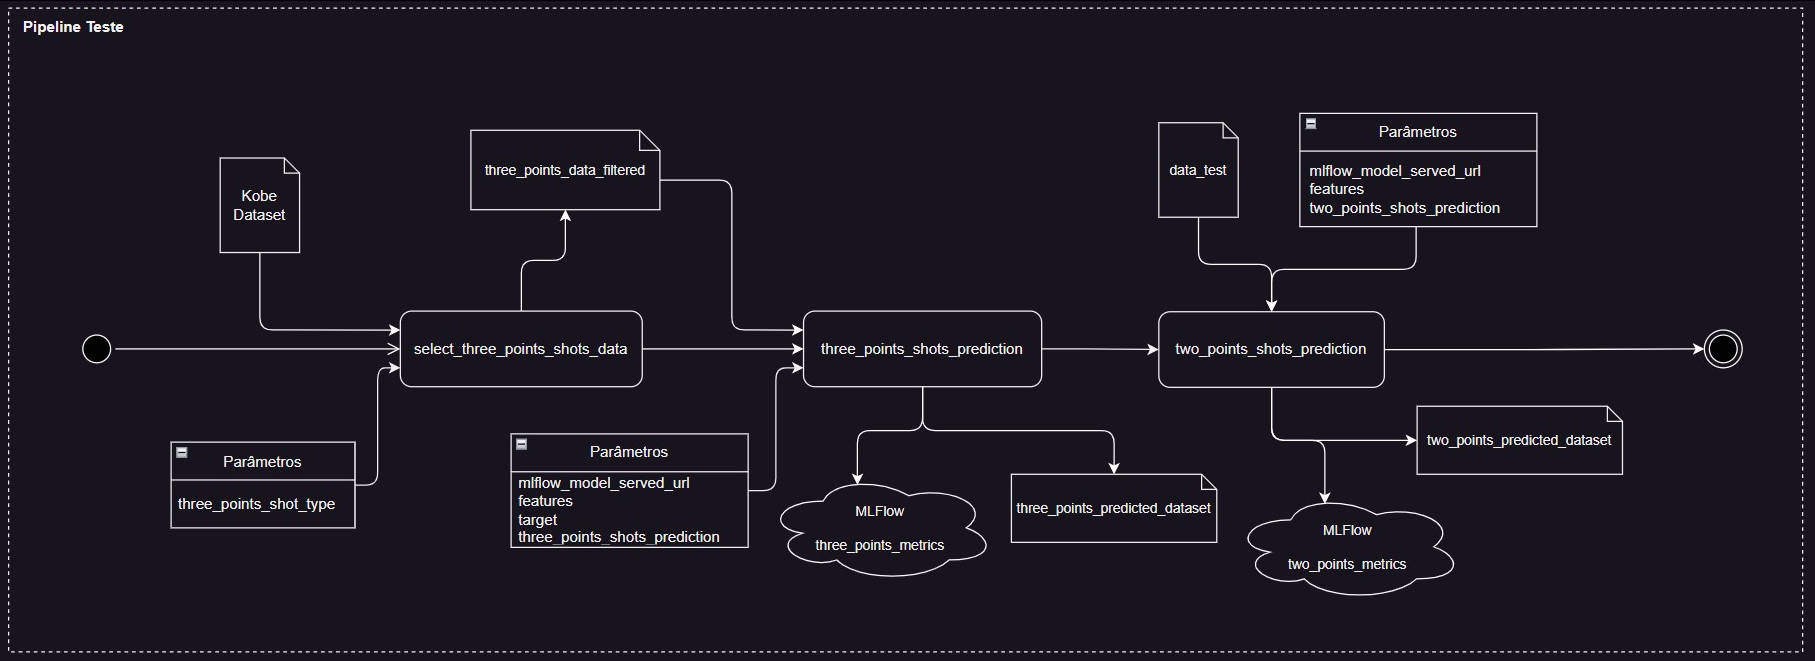 Pipeline Teste
Kobe
Dataset
three_points_data_filtered
data_test
Parâmetros
mlflow_model_served_url
features
two_points_shots_prediction
select_three_points_shots_data
three_points_shots_prediction
two_points_shots_prediction
Parâmetros
three_points_shot_type
Parâmetros
mlflow_model_served_url
features
target
three_points_shots_prediction
MLFlow
three_points_metrics
three_points_predicted_dataset
two_points_predicted_dataset
MLFlow
two_points_metrics